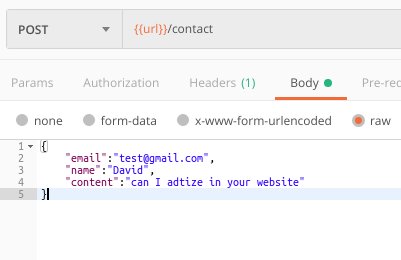 POST {{url}}/contact
Params Authorization Headers (1) Body Pre-req
none form-data x-www-form-urlencoded raw
1 {
2 "email":"test@gmail.com",
3 "name":"David",
4 "content":"can I adtize in your website"
5 }